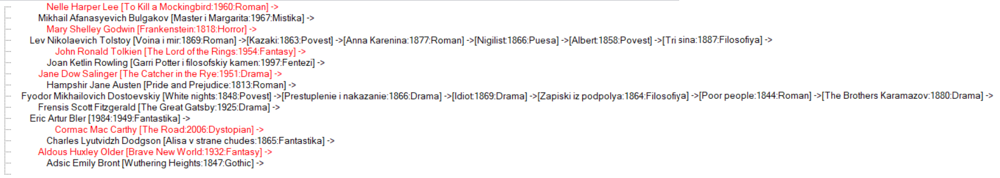 Nelle Harper Lee [To Kill a Mockingbird:1960:Roman] ->
Mikhail Afanasyevich Bulgakov [Master i Margarita:1967:Mistika] ->
Mary Shelley Godwin [Frankenstein:1818:Horror] ->
Lev Nikolaevich Tolstoy [Voina i mir:1869:Roman] ->[Kazaki:1863:Povest] ->[Anna Karenina:1877:Roman] ->[Nigilist:1866:Puesa] ->[Albert:1858:Povest] ->[Tri sina:1887:Filosofiya] ->
John Ronald Tolkien [The Lord of the Rings:1954:Fantasy] ->
Joan Ketlin Rowling [Garri Potter i filosofskiy kamen:1997:Fentezi] ->
Jane Dow Salinger [The Catcher in the Rye:1951:Drama] ->
Hampshir Jane Austen [Pride and Prejudice:1813:Roman] ->
Fyodor Mikhailovich Dostoevskiy [White nights:1848:Povest] ->[Prestuplenie i nakazanie:1866:Drama] ->[Idiot:1869:Drama] ->[Zapiski iz podpolya:1864:Filosofiya] ->[Poor people:1844:Roman] ->[The Brothers Karamazov:1880:Drama] ->
Frensis Scott Fitzgerald [The Great Gatsby:1925:Drama] ->
Eric Artur Bler [1984:1949:Fantastika] ->
Cormac Mac Carthy [The Road:2006:Dystopian] ->
Charles Lyutvidzh Dodgson [Alisa v strane chudes:1865:Fantastika] ->
Aldous Huxley Older [Brave New World:1932:Fantasy] ->
Adsic Emily Bront [Wuthering Heights:1847:Gothic] ->